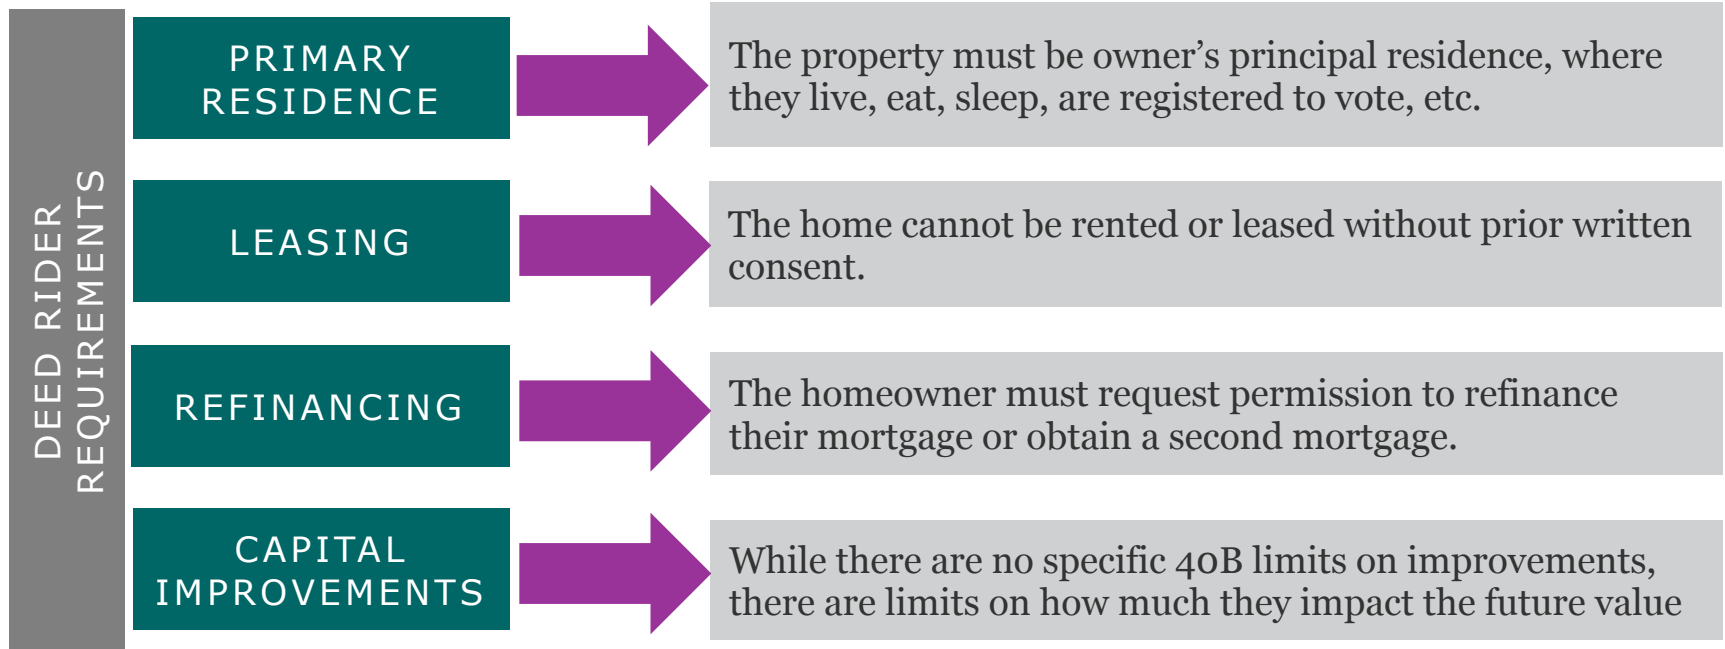 DEED RIDER
REQUIREMENTS
PRIMARY
RESIDENCE
The property must be owner’s principal residence, where
they live, eat, sleep, are registered to vote, etc.
LEASING
The home cannot be rented or leased without prior written
consent.
REFINANCING
The homeowner must request permission to refinance
their mortgage or obtain a second mortgage.
CAPITAL
IMPROVEMENTS
While there are no specific 40B limits on improvements,
there are limits on how much they impact the future value